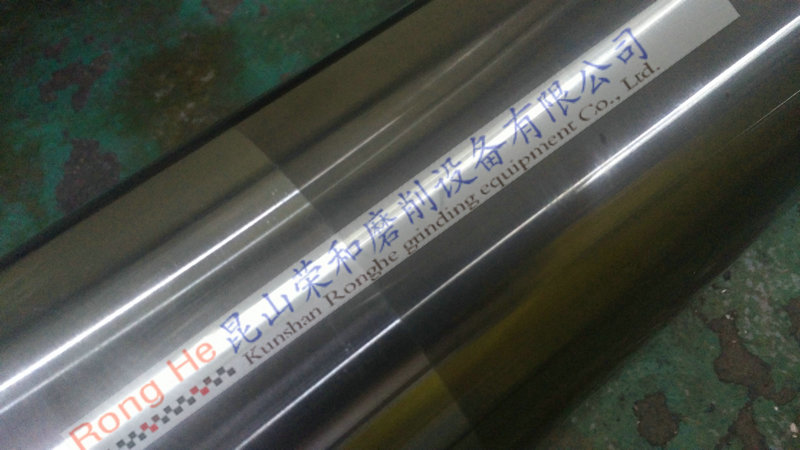 Rong He 昆山荣和磨削设备有限公司
Kunshan Ronghe grinding equipment Co., Ltd.